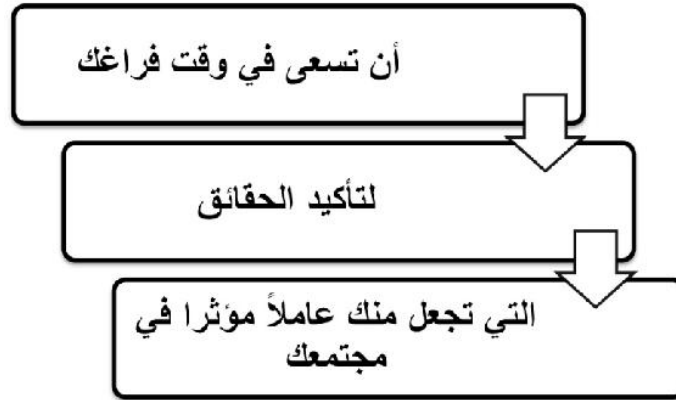 أن تسعى في وقت فراغك
لتأكيد الحقائق
التي تجعل منك عاملاً مؤثرا في
مجتمعك